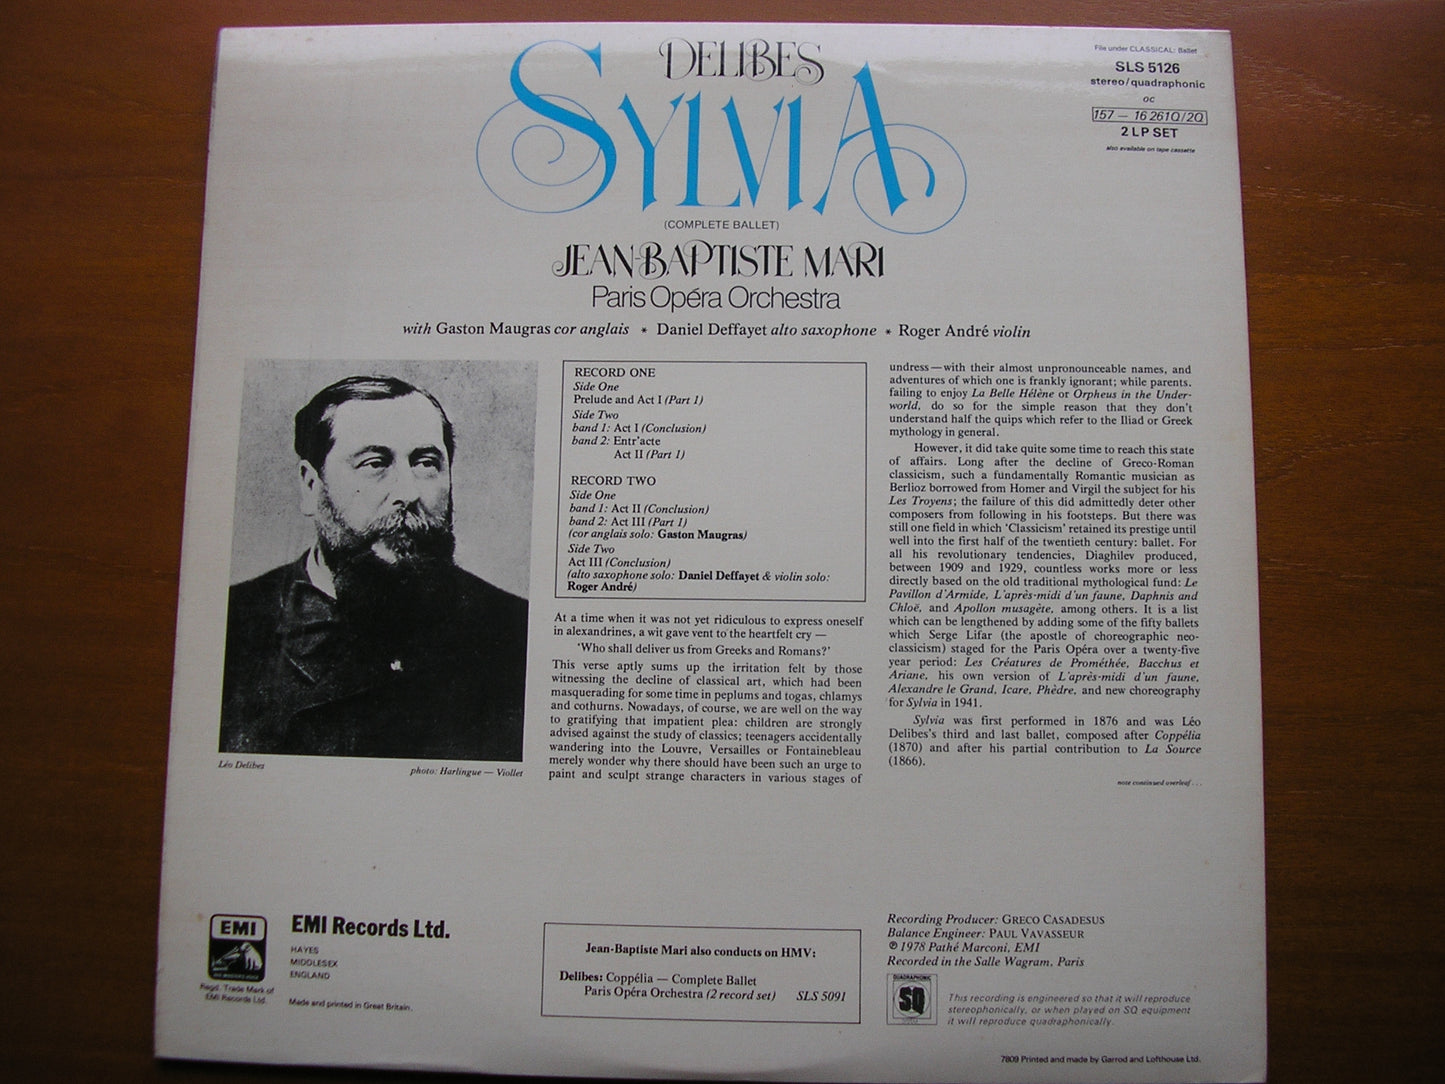 DELIBES
SYLVIA
(COMPLETE BALLET)
JEAN-BAPTISTE MARI
Paris Opéra Orchestra
with Gaston Maugras cor anglais * Daniel Deffayet alto saxophone * Roger André violin
File under CLASSICAL: Ballet
SLS 5126
stereo/quadraphonic
oc
157 — 16 261Q/2Q
2 LP SET
also available on tape cassette
Léo Delibes
photo: Harlingue — Viollet
RECORD ONE
Side One
Prelude and Act I (Part 1)
Side Two
band 1: Act I (Conclusion)
band 2: Entr'acte
Act II (Part 1)
RECORD TWO
Side One
band 1: Act II (Conclusion)
band 2: Act III (Part 1)
(cor anglais solo: Gaston Maugras)
Side Two
Act III (Conclusion)
(alto saxophone solo: Daniel Deffayet & violin solo:
Roger André)
At a time when it was not yet ridiculous to express oneself
in alexandrines, a wit gave vent to the heartfelt cry —
'Who shall deliver us from Greeks and Romans?'
This verse aptly sums up the irritation felt by those
witnessing the decline of classical art, which had been
masquerading for some time in peplums and togas, chlamys
and cothurns. Nowadays, of course, we are well on the way
to gratifying that impatient plea: children are strongly
advised against the study of classics; teenagers accidentally
wandering into the Louvre, Versailles or Fontainebleau
merely wonder why there should have been such an urge to
paint and sculpt strange characters in various stages of
undress—with their almost unpronounceable names, and
adventures of which one is frankly ignorant; while parents.
failing to enjoy La Belle Hélène or Orpheus in the Under-
world, do so for the simple reason that they don't
understand half the quips which refer to the Iliad or Greek
mythology in general.
However, it did take quite some time to reach this state
of affairs. Long after the decline of Greco-Roman
classicism, such a fundamentally Romantic musician as
Berlioz borrowed from Homer and Virgil the subject for his
Les Troyens; the failure of this did admittedly deter other
composers from following in his footsteps. But there was
still one field in which 'Classicism' retained its prestige until
well into the first half of the twentieth century: ballet. For
all his revolutionary tendencies, Diaghilev produced,
between 1909 and 1929, countless works more or less
directly based on the old traditional mythological fund: Le
Pavillon d'Armide, L'après-midi d'un faune, Daphnis and
Chloë, and Apollon musagète, among others. It is a list
which can be lengthened by adding some of the fifty ballets
which Serge Lifar (the apostle of choreographic neo-
classicism) staged for the Paris Opéra over a twenty-five
year period: Les Créatures de Prométhée, Bacchus et
Ariane, his own version of L'après-midi d'un faune,
Alexandre le Grand, Icare, Phèdre, and new choreography
for Sylvia in 1941.
Sylvia was first performed in 1876 and was Léo
Delibes's third and last ballet, composed after Coppélia
(1870) and after his partial contribution to La Source
(1866).
note continued overleaf . . .
EMI
HIS MASTER'S VOICE
Regd. Trade Mark of
EMI Records Ltd.
EMI Records Ltd.
HAYES
MIDDLESEX
ENGLAND
Made and printed in Great Britain.
Jean-Baptiste Mari also conducts on HMV:
Delibes: Coppélia — Complete Ballet
Paris Opéra Orchestra (2 record set) SLS 5091
Recording Producer: GRECO CASADESUS
Balance Engineer: PAUL VAVASSEUR
℗ 1978 Pathé Marconi, EMI
Recorded in the Salle Wagram, Paris
QUADRAPHONIC
SQ
This recording is engineered so that it will reproduce
stereophonically, or when played on SQ equipment
it will reproduce quadraphonically.
7809 Printed and made by Garrod and Lofthouse Ltd.